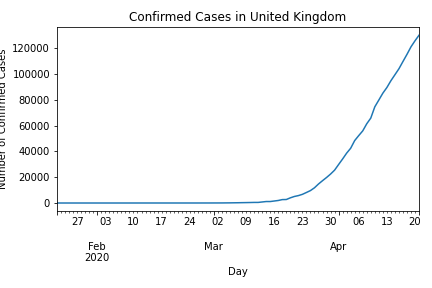 Confirmed Cases in United Kingdom
Number of Confirmed Cases
120000
100000
80000
60000
40000
20000
0
27 03 10 17 24 02 09 16 23 30 06 13 20
Feb Mar Apr
2020
Day